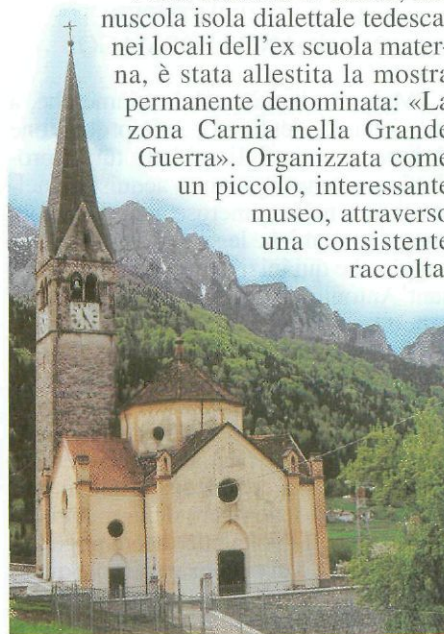 nuscola isola dialettale tedesca
nei locali dell’ex scuola mater-
na, è stata allestita la mostra
permanente denominata: «La
zona Carnia nella Grande
Guerra». Organizzata come
un piccolo, interessante
museo, attraverso
una consistente
raccolta